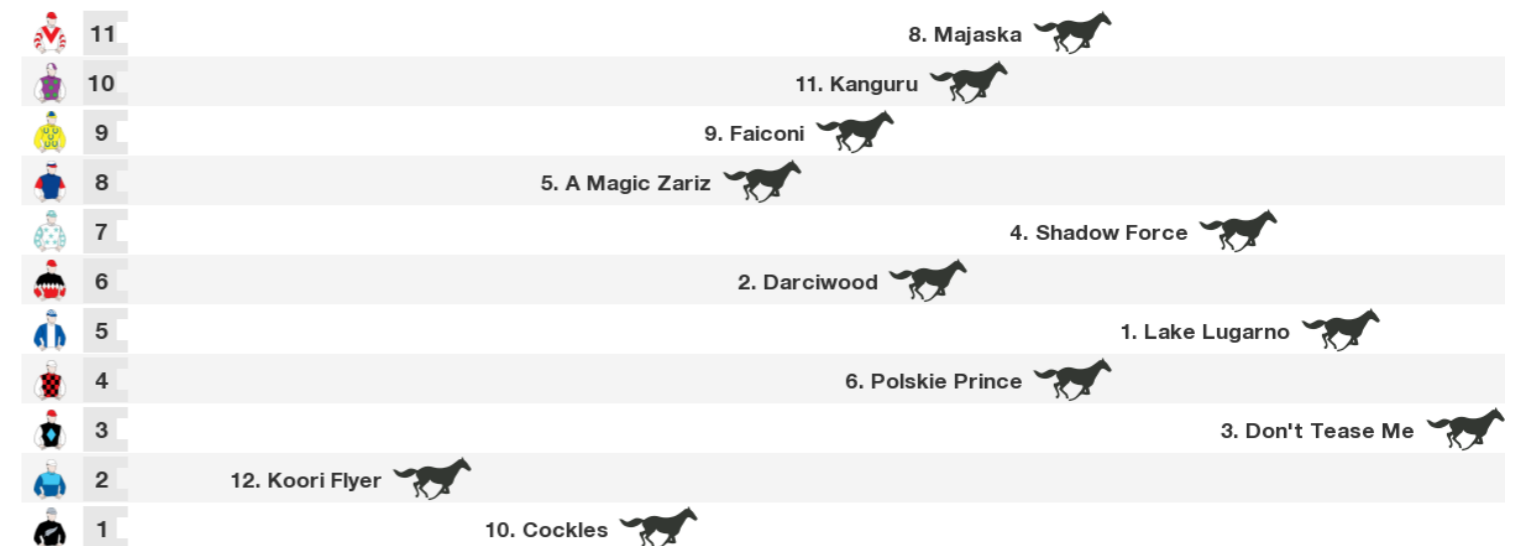 11 8. Majaska
10 11. Kanguru
9 9. Faiconi
8 5. A Magic Zariz
7 4. Shadow Force
6 2. Darciwood
5 1. Lake Lugarno
4 6. Polskie Prince
3 3. Don't Tease Me
2 12. Koori Flyer
1 10. Cockles